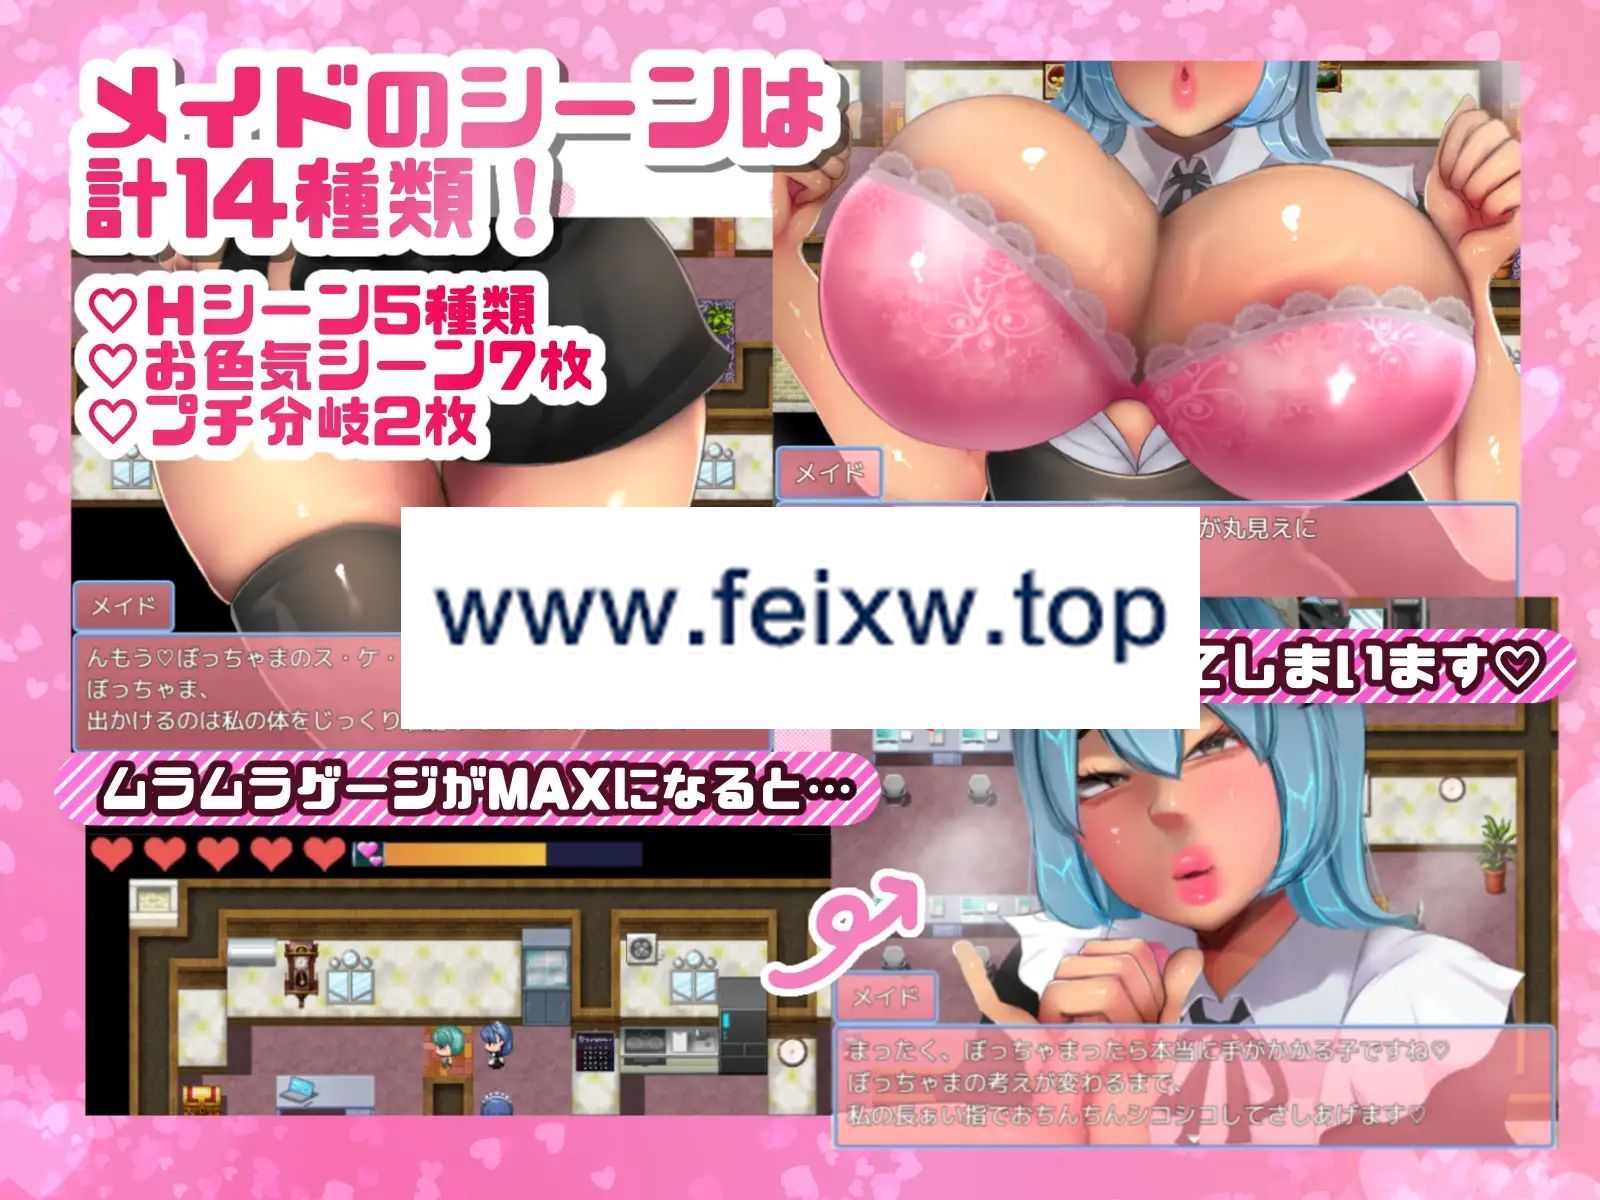 メイドのシーンは
計14種類!
♡Hシーン5種類
♡お色気シーン7枚
♡プチ分岐2枚
メイド
が丸見えに
メイド
んもう♡ぼっちゃまのス・ケ・
ぼっちゃま、
出かけるのは私の体をじっくり
www.feixw.top
てしまいます♡
ムラムラゲージがMAXになると…
メイド
まったく、ぼっちゃまったら本当に手がかかる子ですね♡
ぼっちゃまの考えが変わるまで、
私の長ぁい指でおちんちんシコシコしてさしあげます♡